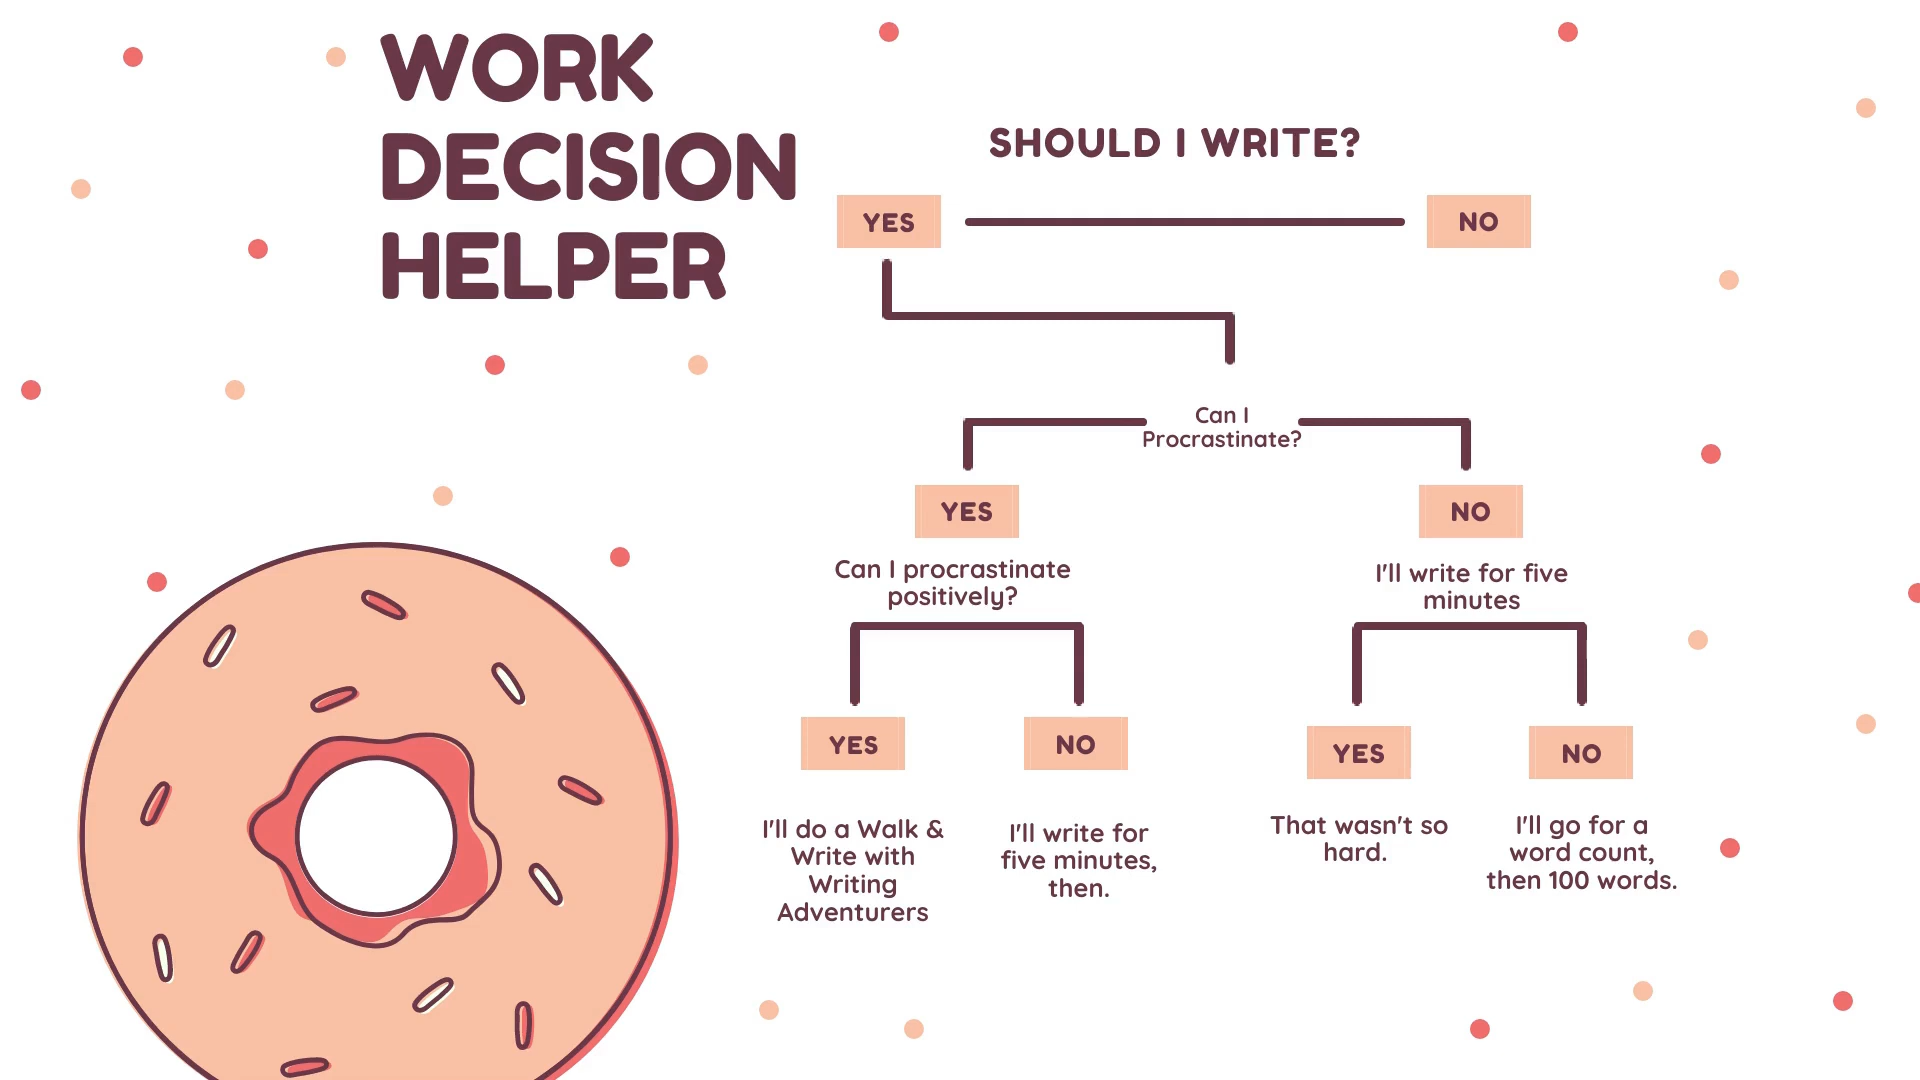 WORK
DECISION
HELPER
SHOULD I WRITE?
YES
NO
Can I
Procrastinate?
YES
NO
Can I procrastinate
positively?
I'll write for five
minutes
YES
NO
YES
NO
I'll do a Walk &
Write with
Writing
Adventurers
I'll write for
five minutes,
then.
That wasn't so
hard.
I'll go for a
word count,
then 100 words.